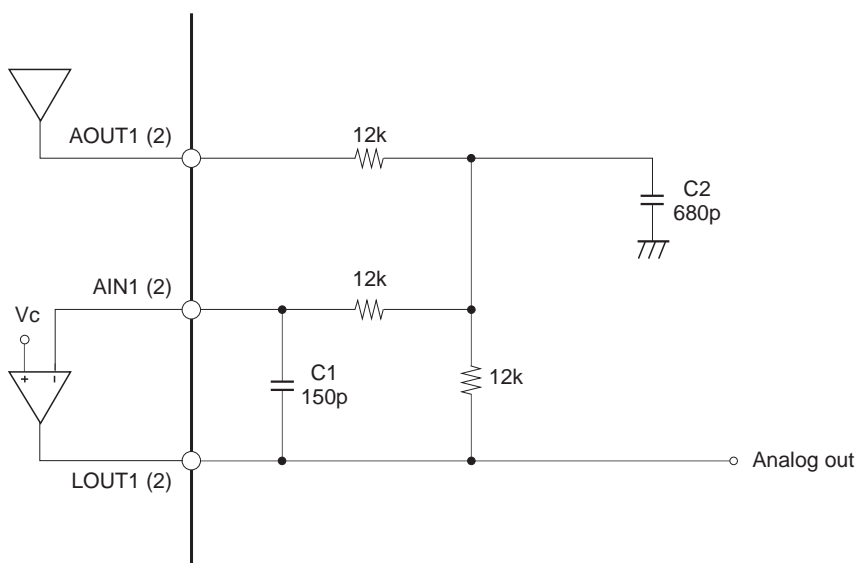 AOUT1 (2)
12k
C2
680p
AIN1 (2)
12k
Vc
+
–
C1
150p
12k
LOUT1 (2)
Analog out